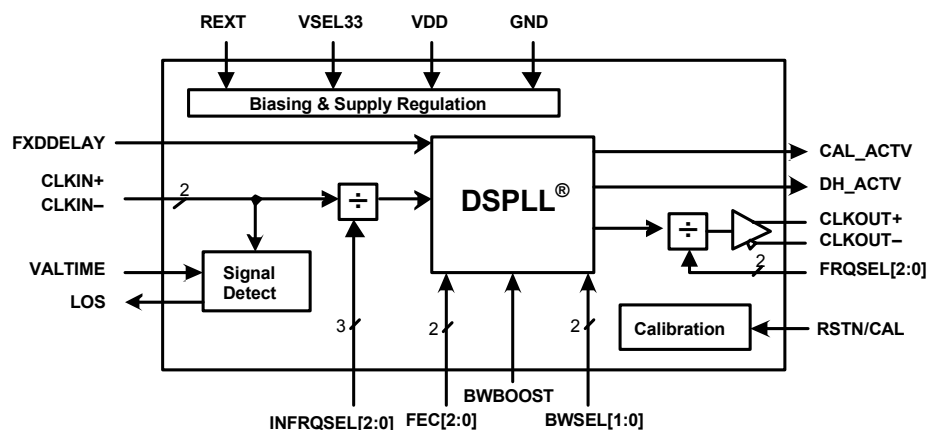 REXT VSEL33 VDD GND
Biasing & Supply Regulation
FXDDELAY
CAL_ACTV
CLKIN+
CLKIN–
2
÷
DSPLL®
DH_ACTV
÷
CLKOUT+
CLKOUT–
2
FRQSEL[2:0]
VALTIME
LOS
Signal
Detect
3
2
2
Calibration
RSTN/CAL
INFRQSEL[2:0]
FEC[2:0]
BWBOOST
BWSEL[1:0]